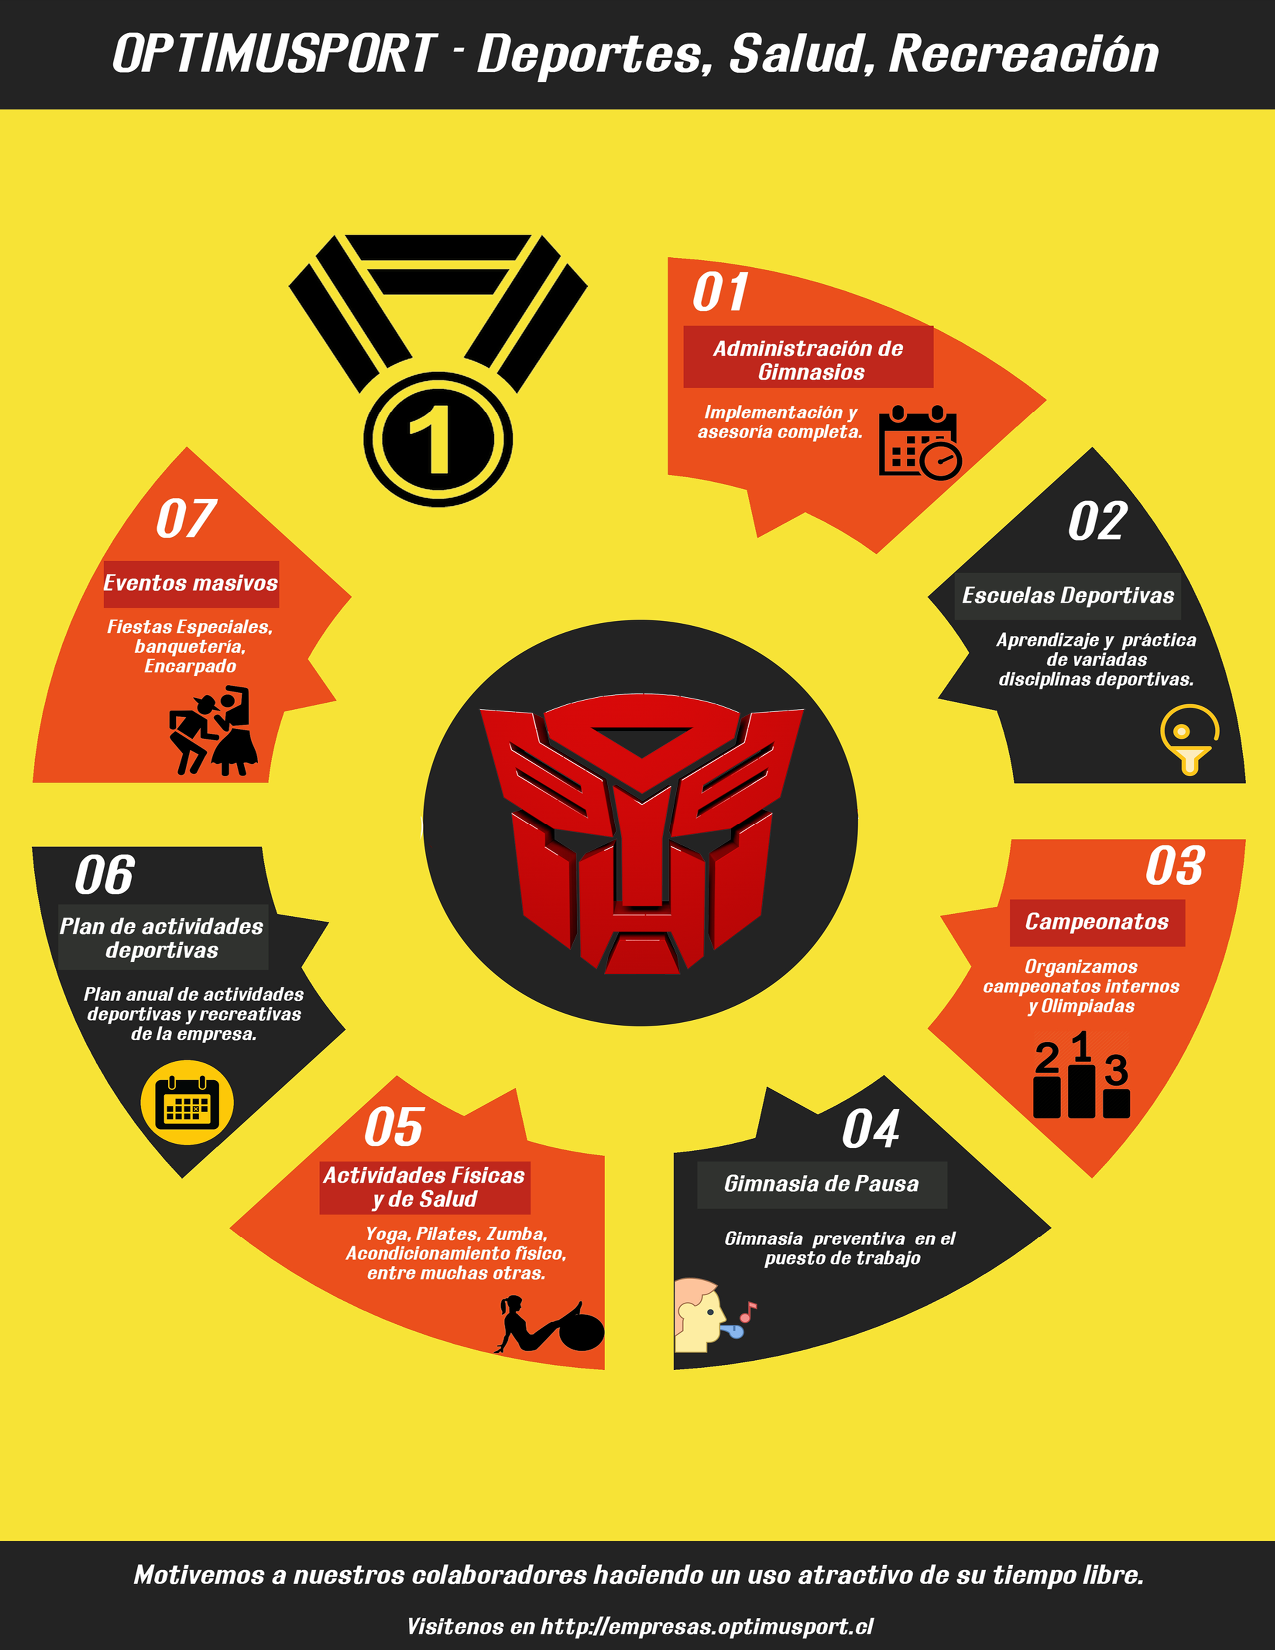 OPTIMUSPORT - Deportes, Salud, Recreación
1
01
Administración de
Gimnasios
Implementación y
asesoría completa.
02
Escuelas Deportivas
Aprendizaje y práctica
de variadas
disciplinas deportivas.
03
Campeonatos
Organizamos
campeonatos internos
y Olimpiadas
2 1 3
04
Gimnasia de Pausa
Gimnasia preventiva en el
puesto de trabajo
05
Actividades Físicas
y de Salud
Yoga, Pilates, Zumba,
Acondicionamiento físico,
entre muchas otras.
06
Plan de actividades
deportivas
Plan anual de actividades
deportivas y recreativas
de la empresa.
07
Eventos masivos
Fiestas Especiales,
banquetería,
Encarpado
Motivemos a nuestros colaboradores haciendo un uso atractivo de su tiempo libre.
Visitenos en http://empresas.optimusport.cl